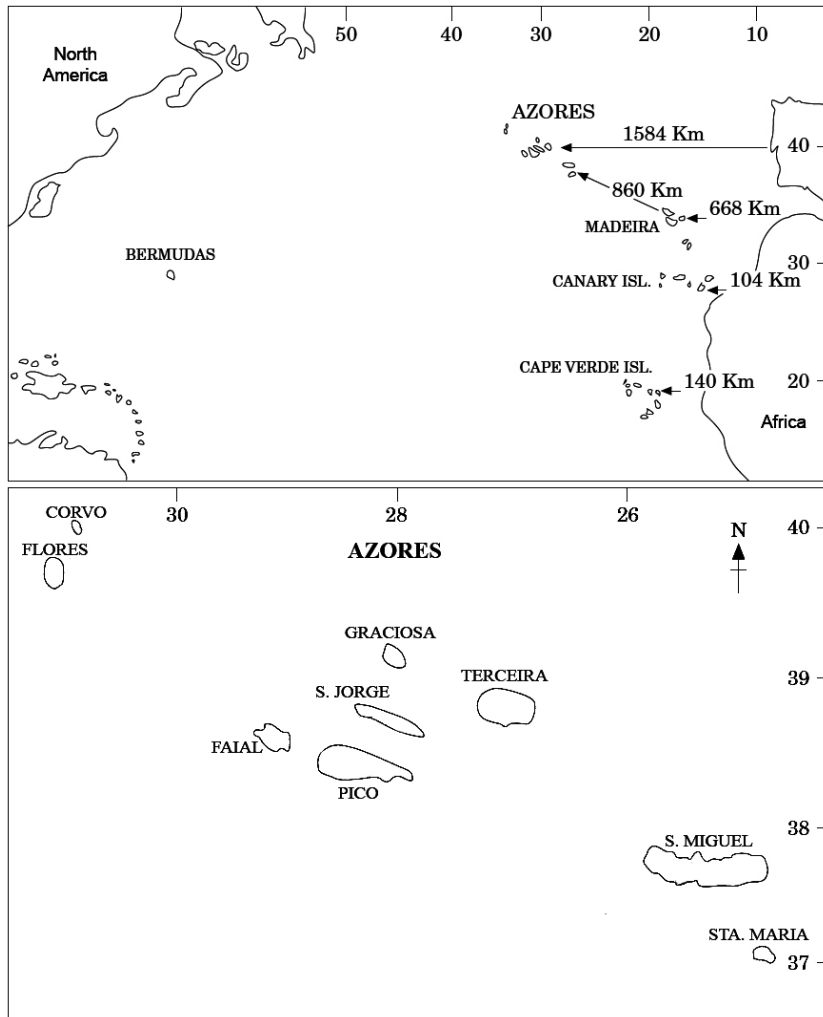 50 40 30 20 10
North
America
AZORES
1584 Km
40
860 Km
668 Km
MADEIRA
BERMUDAS
30
CANARY ISL.
104 Km
CAPE VERDE ISL.
140 Km
20
Africa
30 28 26
CORVO
40
FLORES
AZORES
N
GRACIOSA
TERCEIRA
39
S. JORGE
FAIAL
PICO
38
S. MIGUEL
STA. MARIA
37